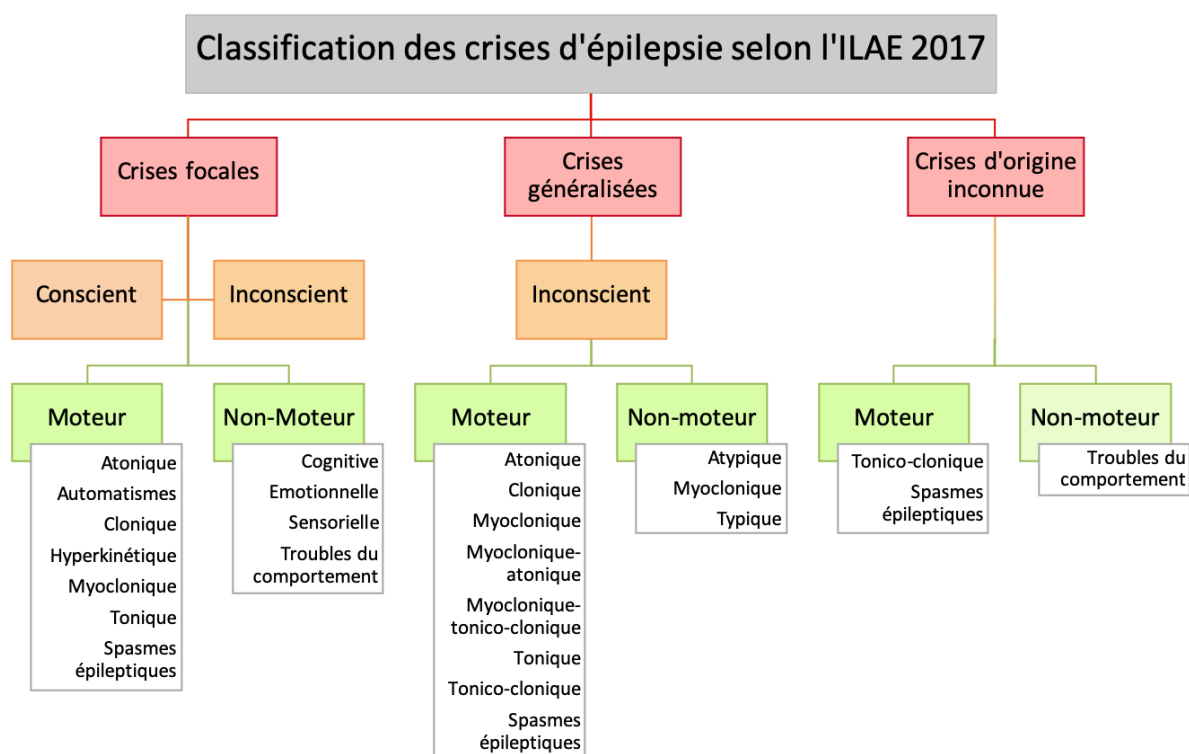 Classification des crises d'épilepsie selon l'ILAE 2017
Crises focales
Crises
généralisées
Crises d'origine
inconnue
Conscient
Inconscient
Inconscient
Moteur
Atonique
Automatismes
Clonique
Hyperkinétique
Myoclonique
Tonique
Spasmes
épileptiques
Non-Moteur
Cognitive
Emotionnelle
Sensorielle
Troubles du
comportement
Moteur
Atonique
Clonique
Myoclonique
Myoclonique-
atonique
Myoclonique-
tonico-clonique
Tonique
Tonico-clonique
Spasmes
épileptiques
Non-moteur
Atypique
Myoclonique
Typique
Moteur
Tonico-clonique
Spasmes
épileptiques
Non-moteur
Troubles du
comportement